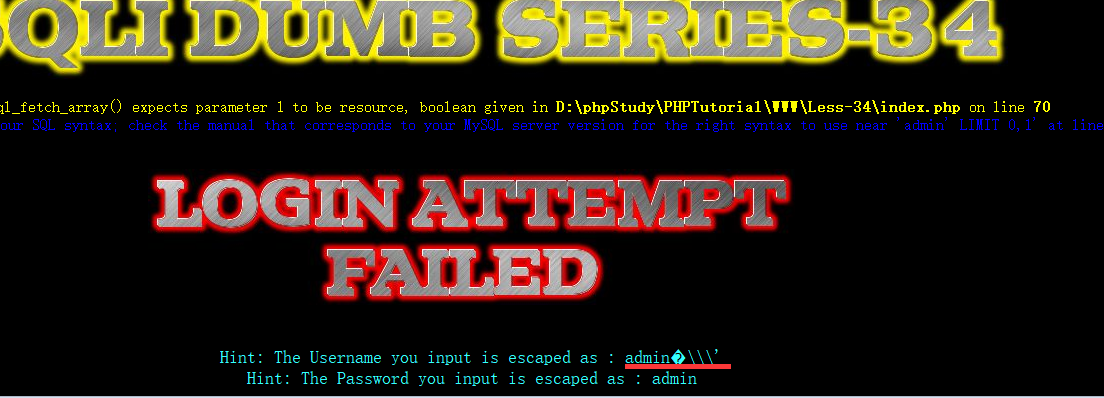 SQLI DUMB SERIES-34
ql_fetch_array() expects parameter 1 to be resource, boolean given in D:\phpStudy\PHPTutorial\WWW\Less-34\index.php on line 70
our SQL syntax; check the manual that corresponds to your MySQL server version for the right syntax to use near 'admin' LIMIT 0,1' at line
LOGIN ATTEMPT
FAILED
Hint: The Username you input is escaped as : admin�\\\'
Hint: The Password you input is escaped as : admin